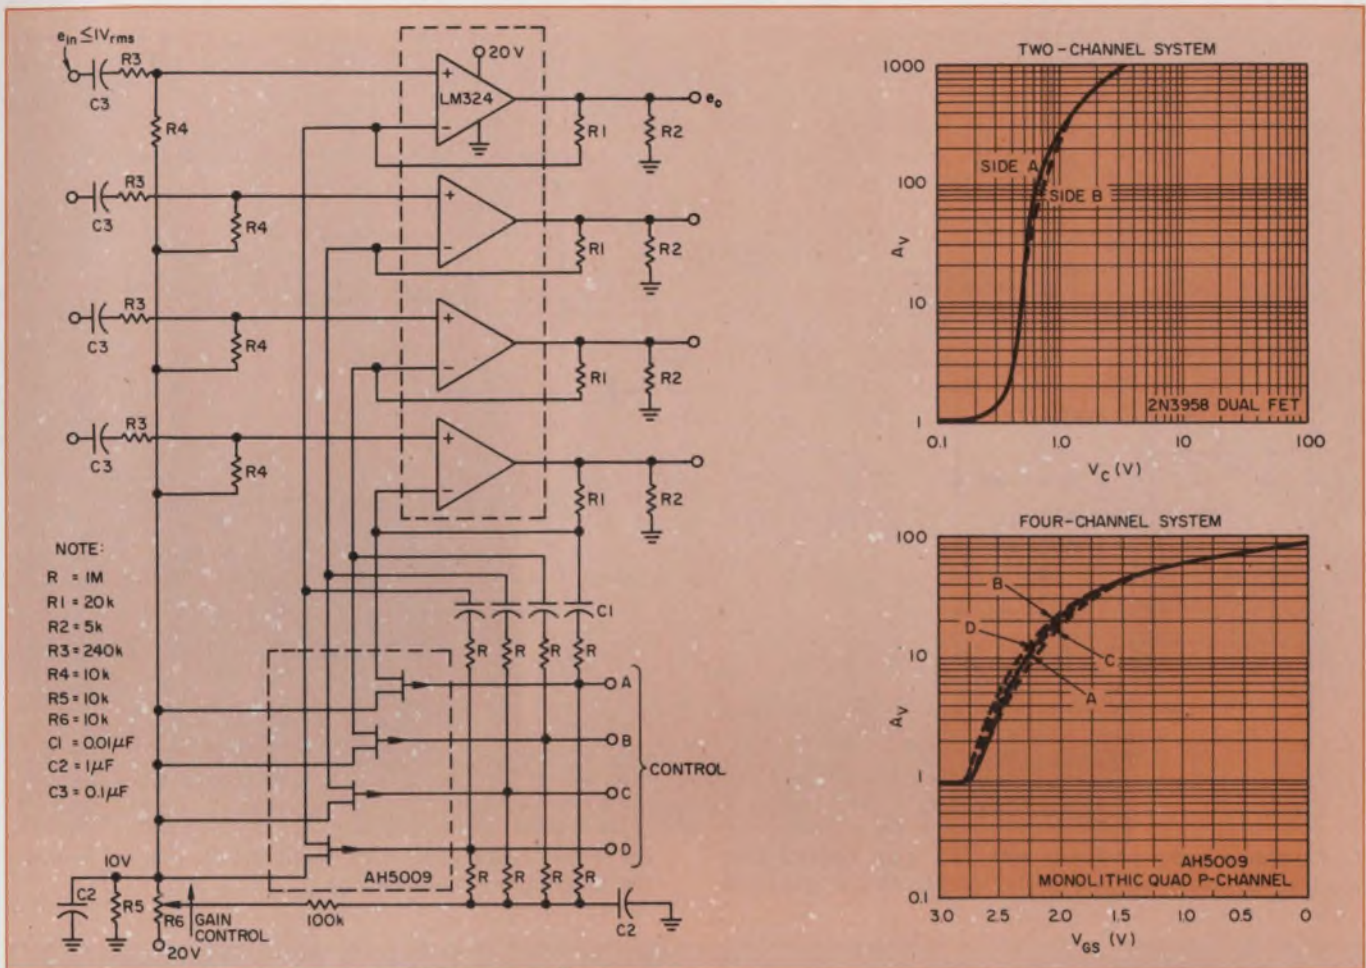 e_in ≤ 1V_rms
R3
C3
R4
+
−
LM324
20 V
R1
R2
e_o
R3
C3
R4
+
−
R1
R2
R3
C3
R4
+
−
R1
R2
R3
C3
R4
+
−
R1
R2
NOTE:
R = 1M
R1 = 20k
R2 = 5k
R3 = 240k
R4 = 10k
R5 = 10k
R6 = 10k
C1 = 0.01μF
C2 = 1μF
C3 = 0.1μF
C1
R R R R
A
B
C
D
CONTROL
AH5009
R R R R
10V
C2
R5
R6
GAIN
CONTROL
20V
100k
C2
TWO-CHANNEL SYSTEM
1000
100
10
1
A_V
SIDE A
SIDE B
2N3958 DUAL FET
0.1 1.0 10 100
V_C (V)
FOUR-CHANNEL SYSTEM
100
10
1
0.1
A_V
B
D
C
A
AH5009
MONOLITHIC QUAD P-CHANNEL
3.0 2.5 2.0 1.5 1.0 0.5 0
V_GS (V)